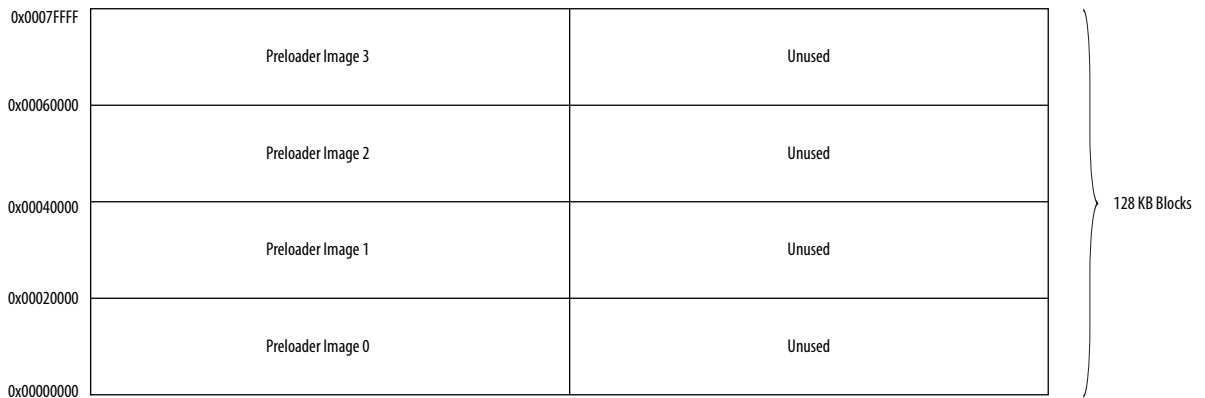 0x0007FFFF
Preloader Image 3
Unused
0x00060000
Preloader Image 2
Unused
0x00040000
128 KB Blocks
Preloader Image 1
Unused
0x00020000
Preloader Image 0
Unused
0x00000000